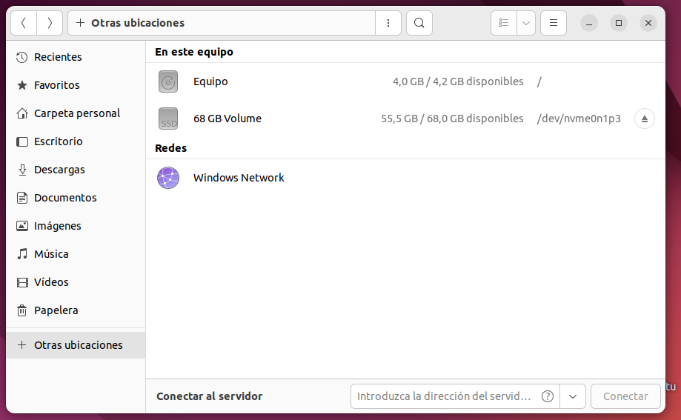 Otras ubicaciones
Recientes
Favoritos
Carpeta personal
Escritorio
Descargas
Documentos
Imágenes
Música
Vídeos
Papelera
Otras ubicaciones
En este equipo
Equipo 4,0 GB / 4,2 GB disponibles /
68 GB Volume 55,5 GB / 68,0 GB disponibles /dev/nvme0n1p3
SSD
Redes
Windows Network
Conectar al servidor Introduzca la dirección del servid… Conectar
tu